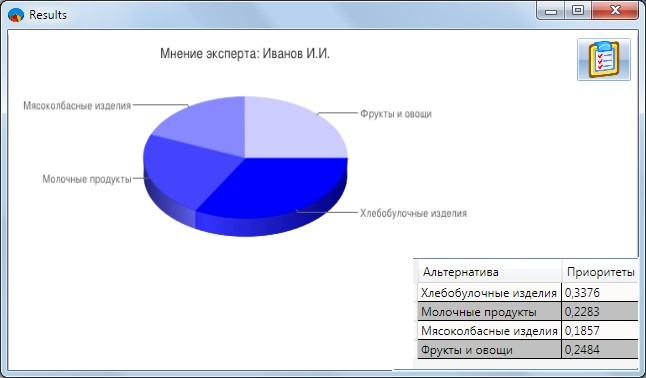 Results
Мнение эксперта: Иванов И.И.
Мясоколбасные изделия
Фрукты и овощи
Молочные продукты
Хлебобулочные изделия
Альтернатива Приоритеты
Хлебобулочные изделия 0,3376
Молочные продукты 0,2283
Мясоколбасные изделия 0,1857
Фрукты и овощи 0,2484